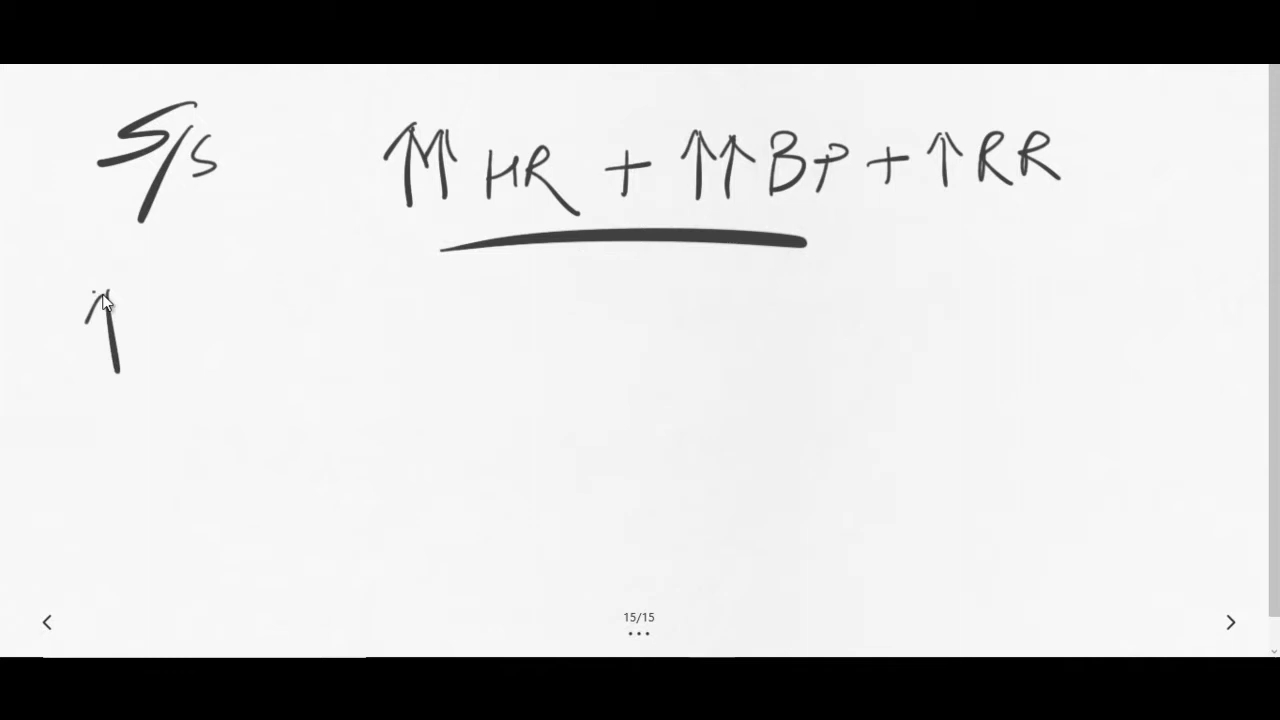 S/S ↑↑ HR + ↑↑ BP + ↑ RR
↑
15/15